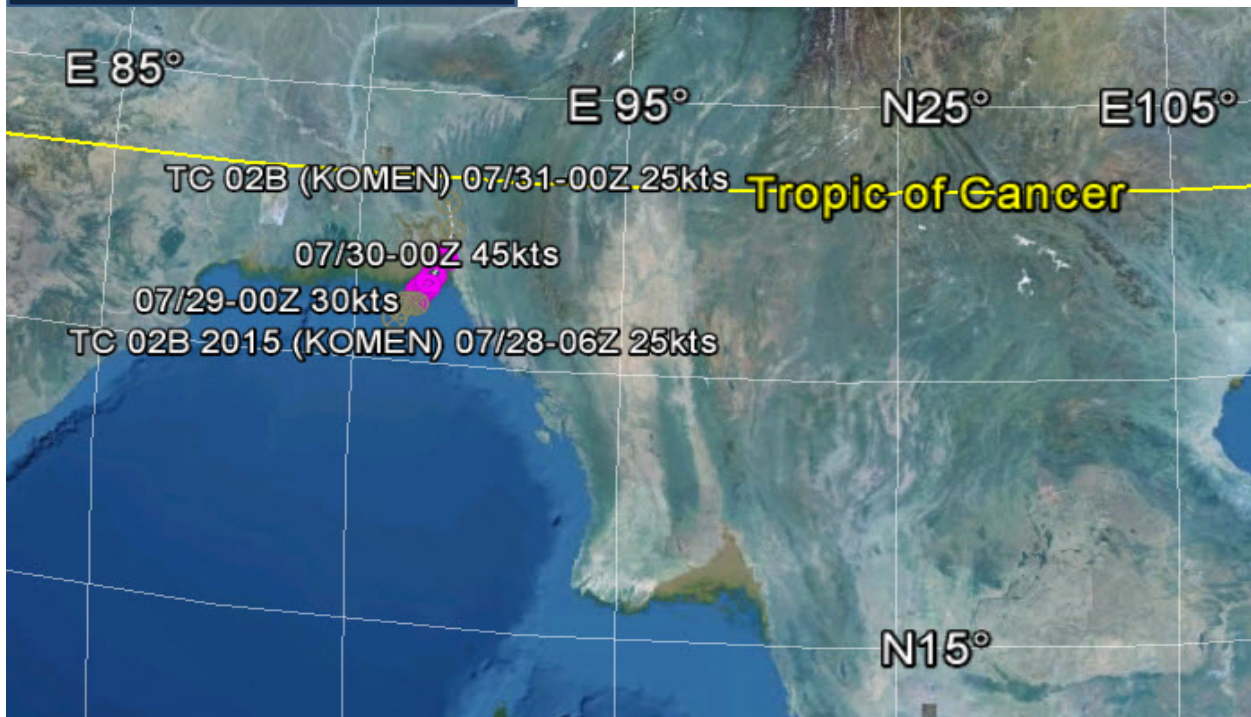 E 85°
E 95°
N25°
E105°
TC 02B (KOMEN) 07/31-00Z 25kts
Tropic of Cancer
07/30-00Z 45kts
07/29-00Z 30kts
TC 02B 2015 (KOMEN) 07/28-06Z 25kts
N15°